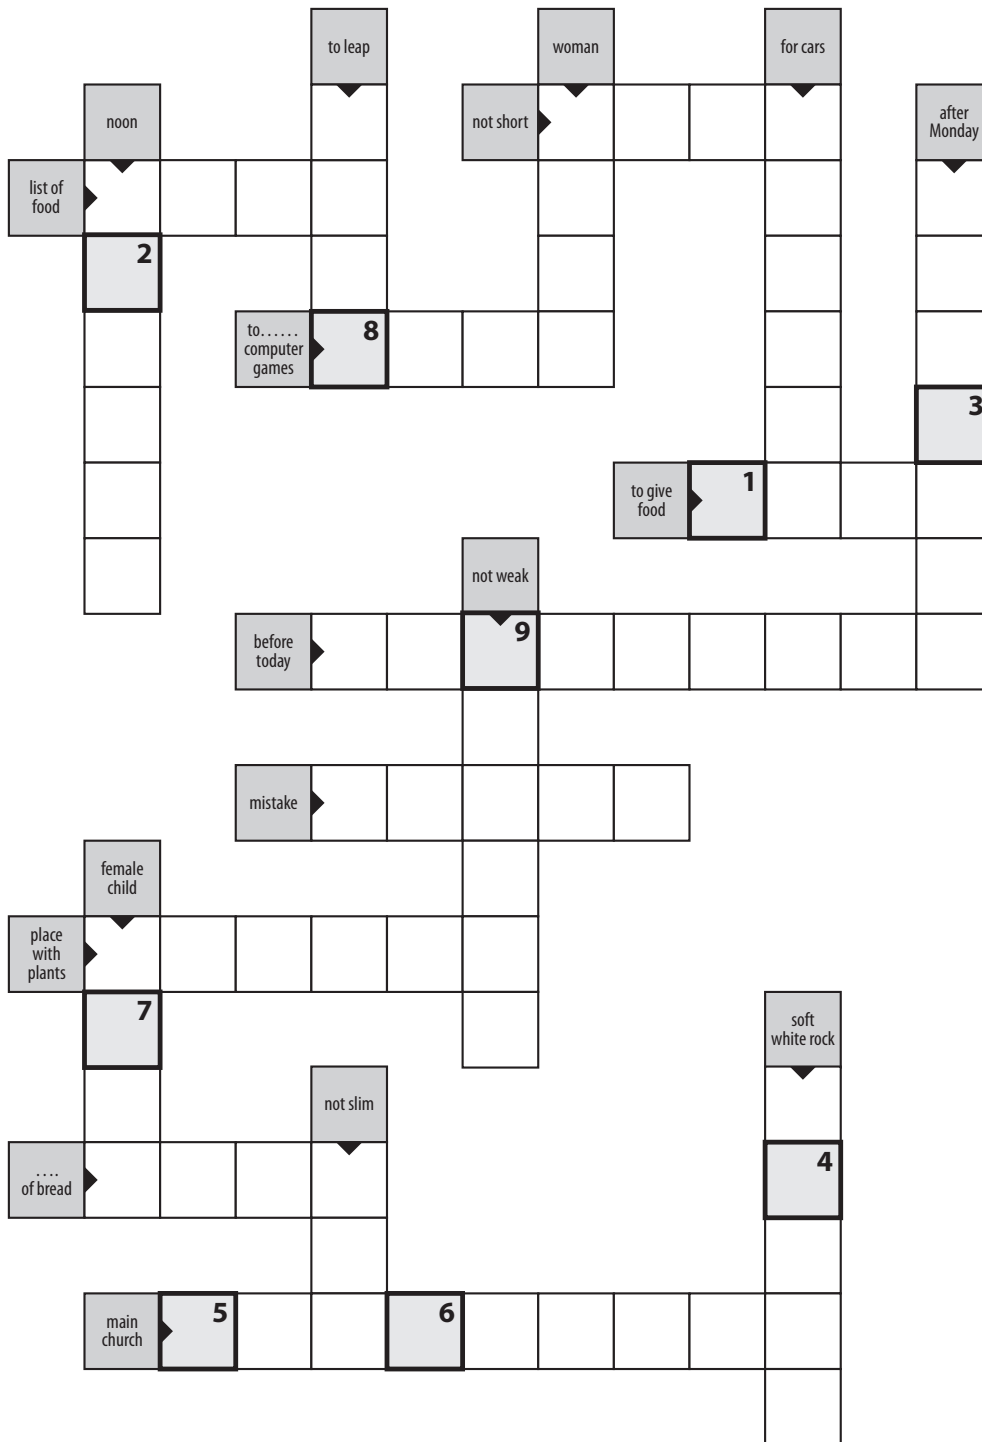 to leap
woman
for cars
noon
not short
after
Monday
list of
food
2
to......
computer
games
8
3
to give
food
1
not weak
before
today
9
mistake
female
child
place
with
plants
7
soft
white rock
not slim
....
of bread
4
main
church
5
6